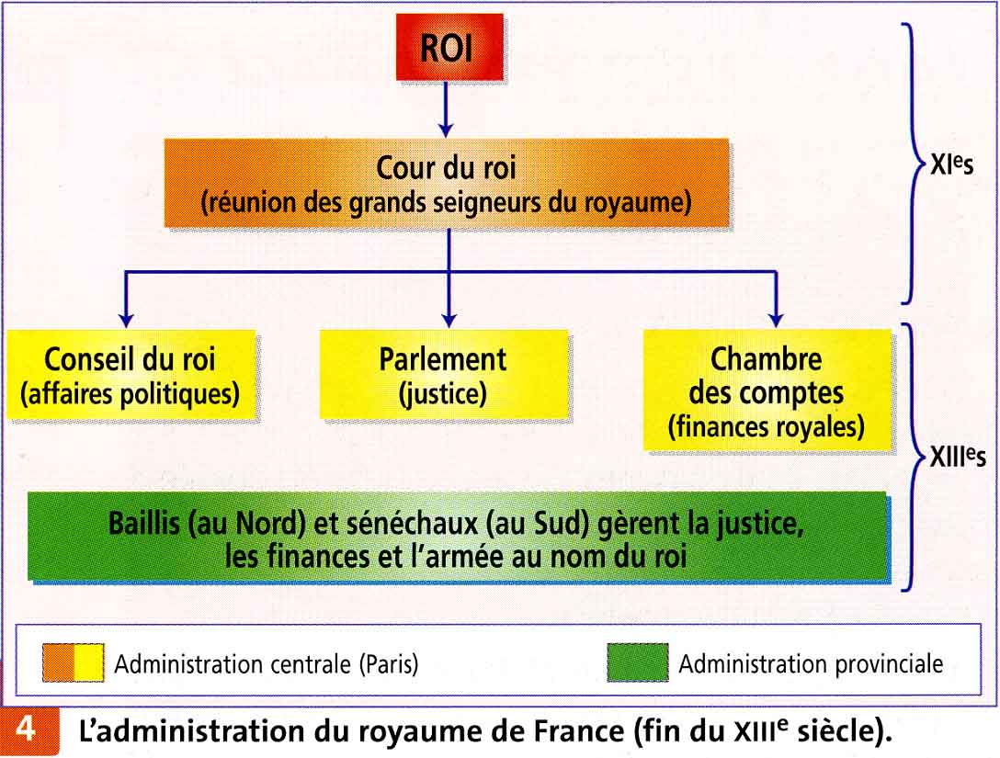 ROI
Cour du roi
(réunion des grands seigneurs du royaume)
XIes
Conseil du roi
(affaires politiques)
Parlement
(justice)
Chambre
des comptes
(finances royales)
XIIIes
Baillis (au Nord) et sénéchaux (au Sud) gèrent la justice,
les finances et l'armée au nom du roi
Administration centrale (Paris)
Administration provinciale
4 L'administration du royaume de France (fin du XIIIe siècle).